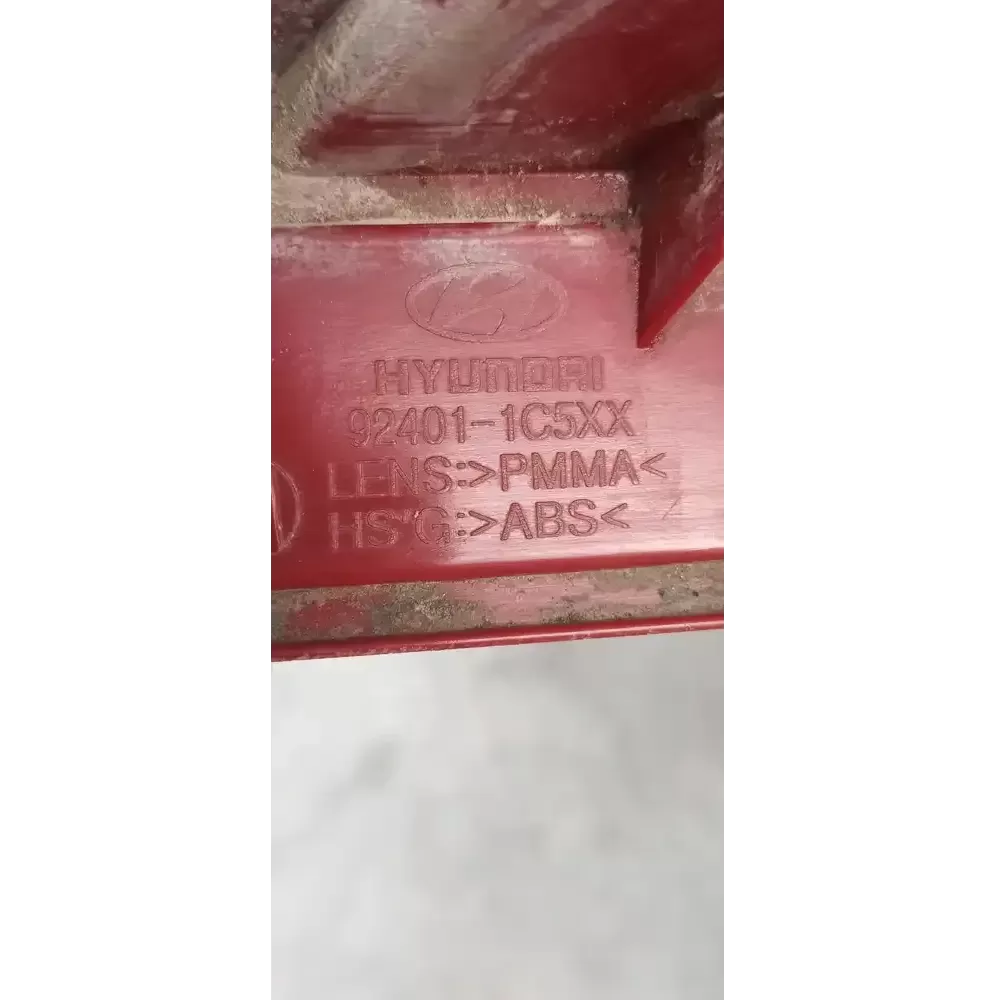 HYUNDAI
92401-1C5XX
LENS:>PMMA<
HS'G:>ABS<